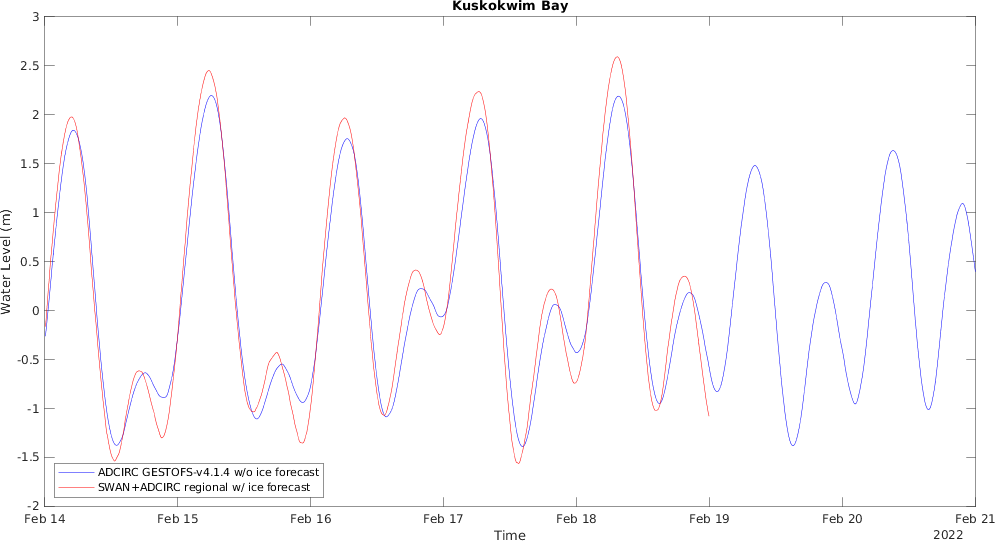 Kuskokwim Bay
3
2.5
2
1.5
1
0.5
0
-0.5
-1
-1.5
-2
Water Level (m)
ADCIRC GESTOFS-v4.1.4 w/o ice forecast
SWAN+ADCIRC regional w/ ice forecast
Feb 14 Feb 15 Feb 16 Feb 17 Feb 18 Feb 19 Feb 20 Feb 21
Time
2022